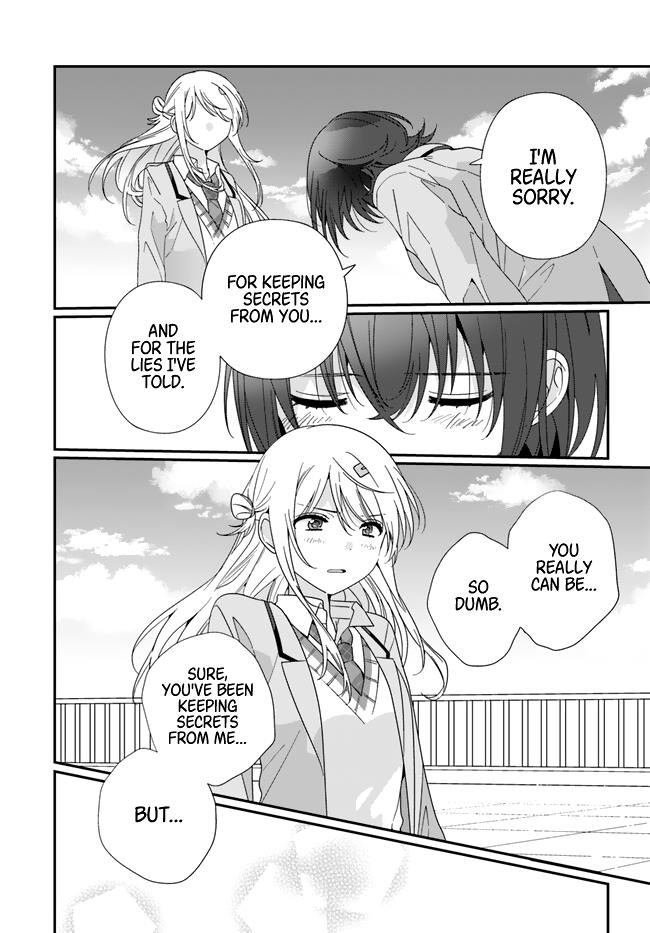 I'M
REALLY
SORRY.
FOR KEEPING
SECRETS
FROM YOU...
AND
FOR THE
LIES I'VE
TOLD.
YOU
REALLY
CAN BE...
SO
DUMB.
SURE,
YOU'VE BEEN
KEEPING
SECRETS
FROM ME...
BUT...